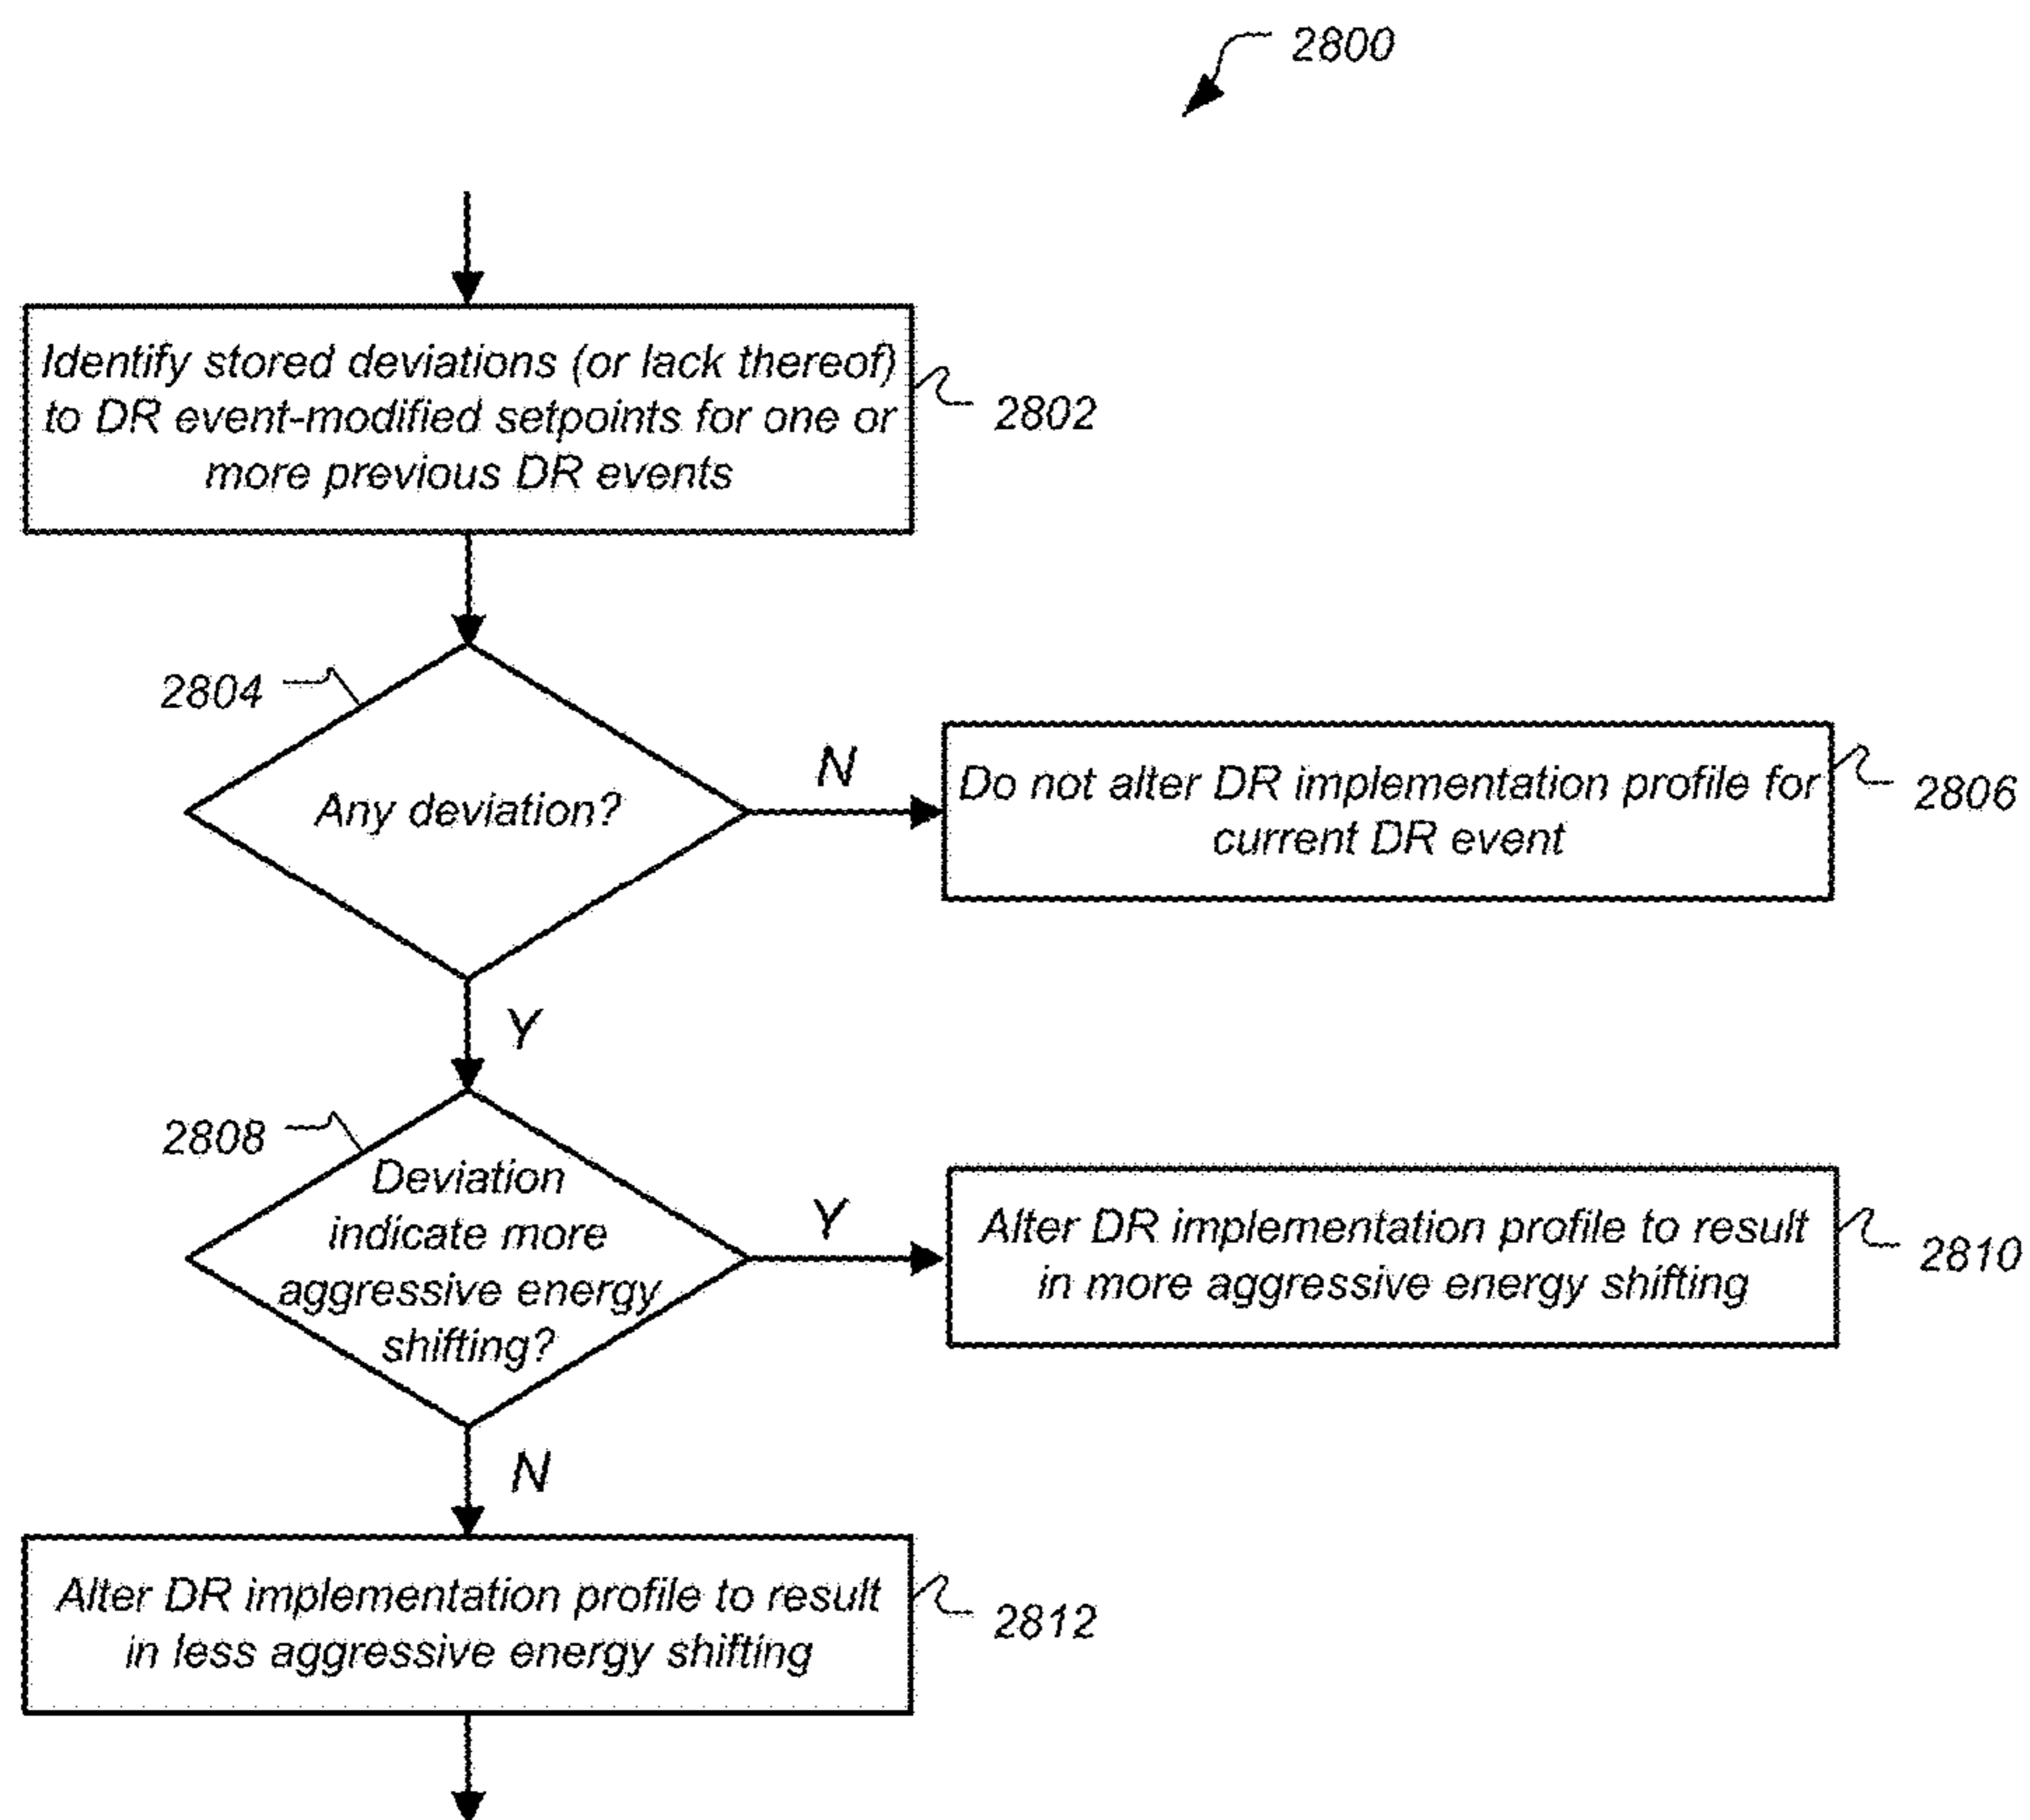 2800
Identify stored deviations (or lack thereof)
to DR event-modified setpoints for one or
more previous DR events
2802
2804
Any deviation?
N
Do not alter DR implementation profile for
current DR event
2806
Y
2808
Deviation
indicate more
aggressive energy
shifting?
Y
Alter DR implementation profile to result
in more aggressive energy shifting
2810
N
Alter DR implementation profile to result
in less aggressive energy shifting
2812